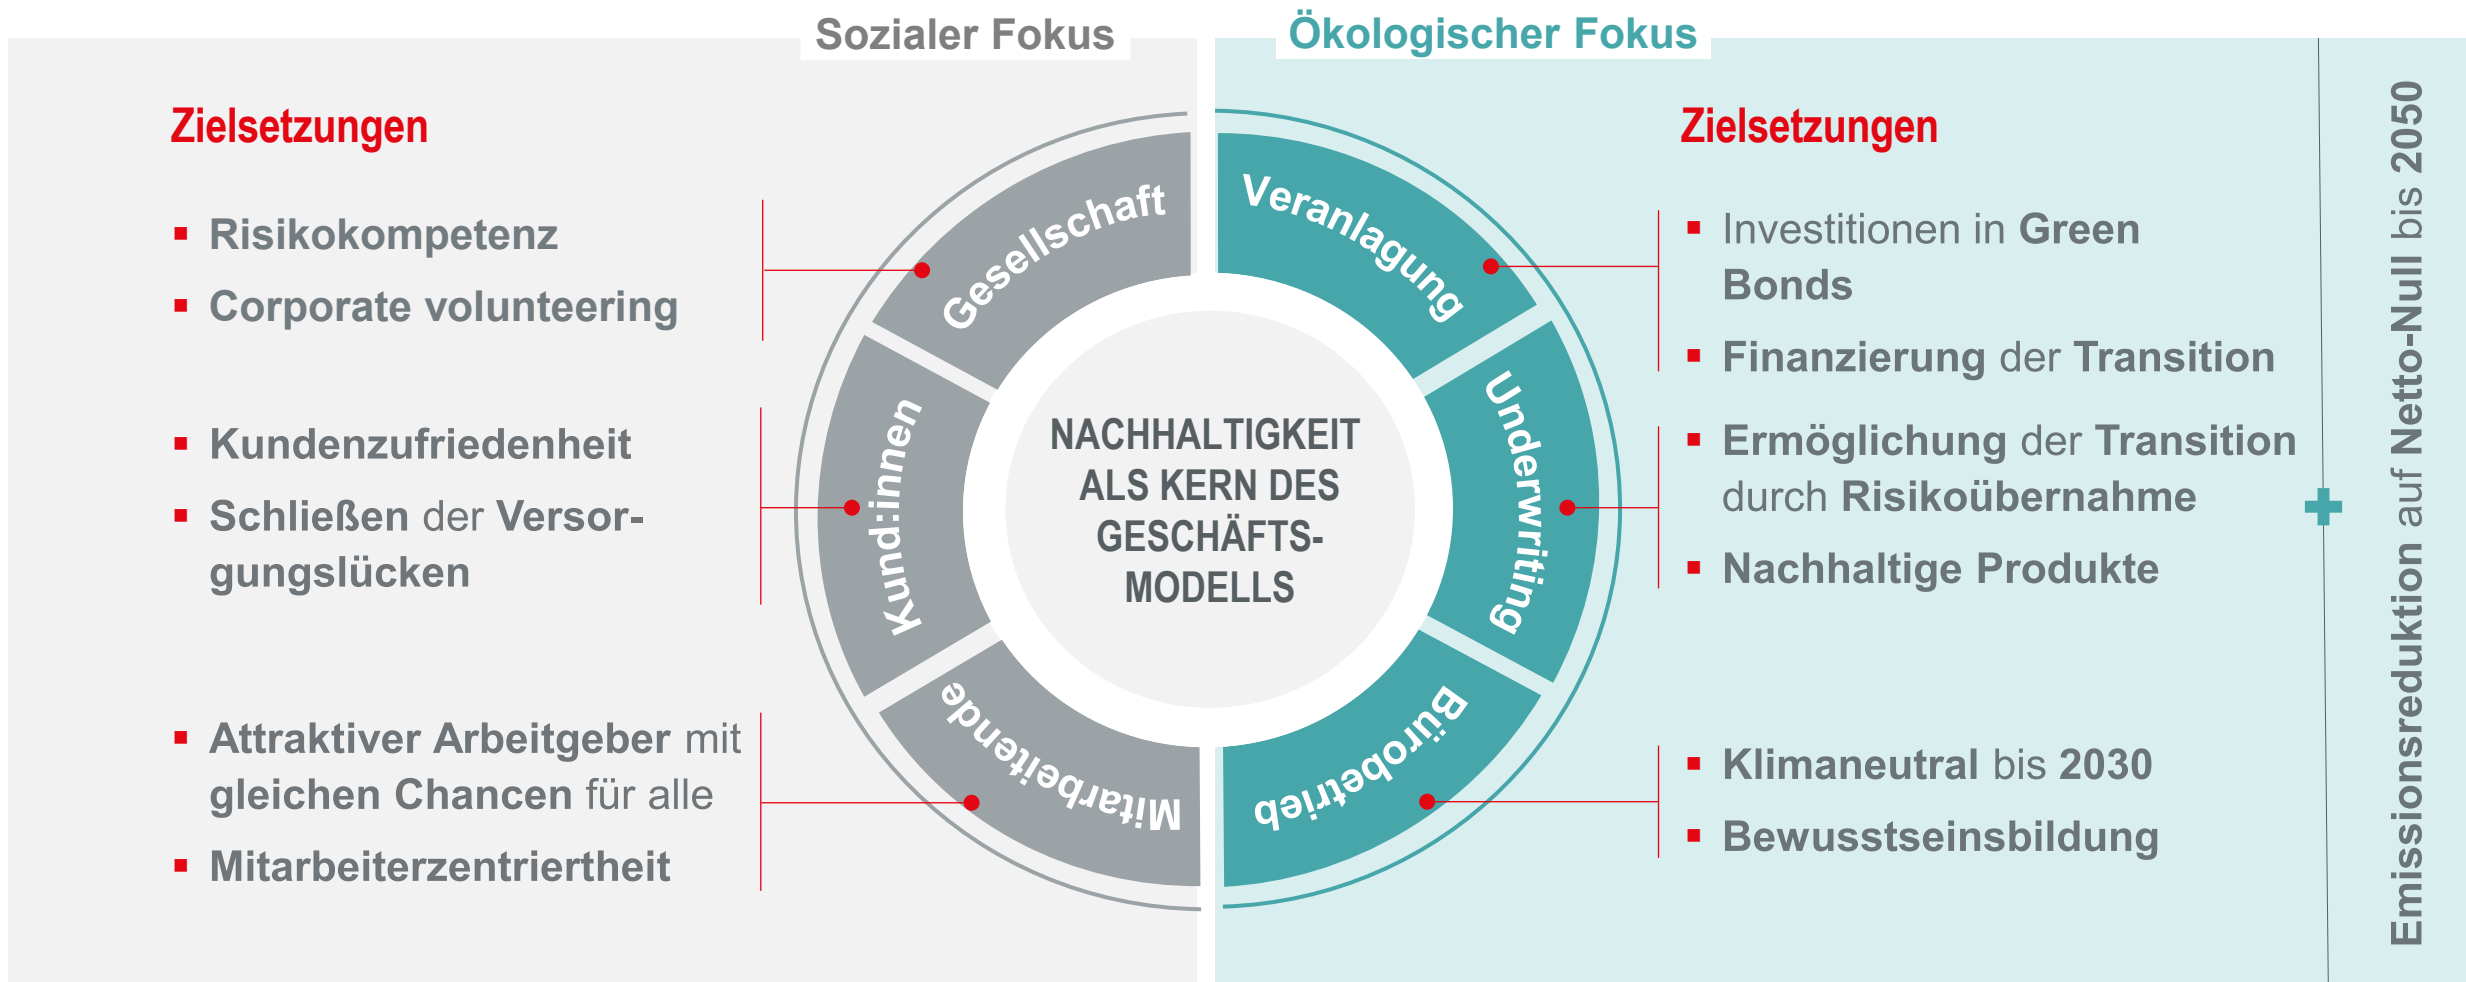 Sozialer Fokus
Zielsetzungen
Risikokompetenz
Corporate volunteering
Kundenzufriedenheit
Schließen der Versor-
gungslücken
Attraktiver Arbeitgeber mit
gleichen Chancen für alle
Mitarbeiterzentriertheit
Gesellschaft
Kund:innen
Mitarbeitende
NACHHALTIGKEIT
ALS KERN DES
GESCHÄFTS-
MODELLS
Ökologischer Fokus
Veranlagung
Underwriting
Bürobetrieb
Zielsetzungen
Investitionen in Green
Bonds
Finanzierung der Transition
Ermöglichung der Transition
durch Risikoübernahme
Nachhaltige Produkte
Klimaneutral bis 2030
Bewusstseinsbildung
Emissionsreduktion auf Netto-Null bis 2050